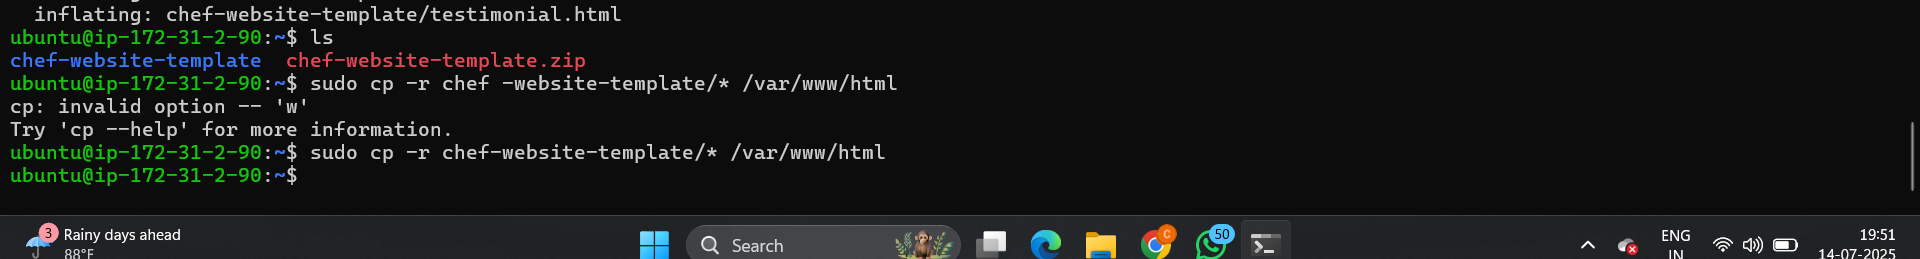 inflating: chef-website-template/testimonial.html
ubuntu@ip-172-31-2-90:~$ ls
chef-website-template  chef-website-template.zip
ubuntu@ip-172-31-2-90:~$ sudo cp -r chef -website-template/* /var/www/html
cp: invalid option -- 'w'
Try 'cp --help' for more information.
ubuntu@ip-172-31-2-90:~$ sudo cp -r chef-website-template/* /var/www/html
ubuntu@ip-172-31-2-90:~$
3
Rainy days ahead
88°F
Search
C
50
ENG
IN
19:51
14-07-2025